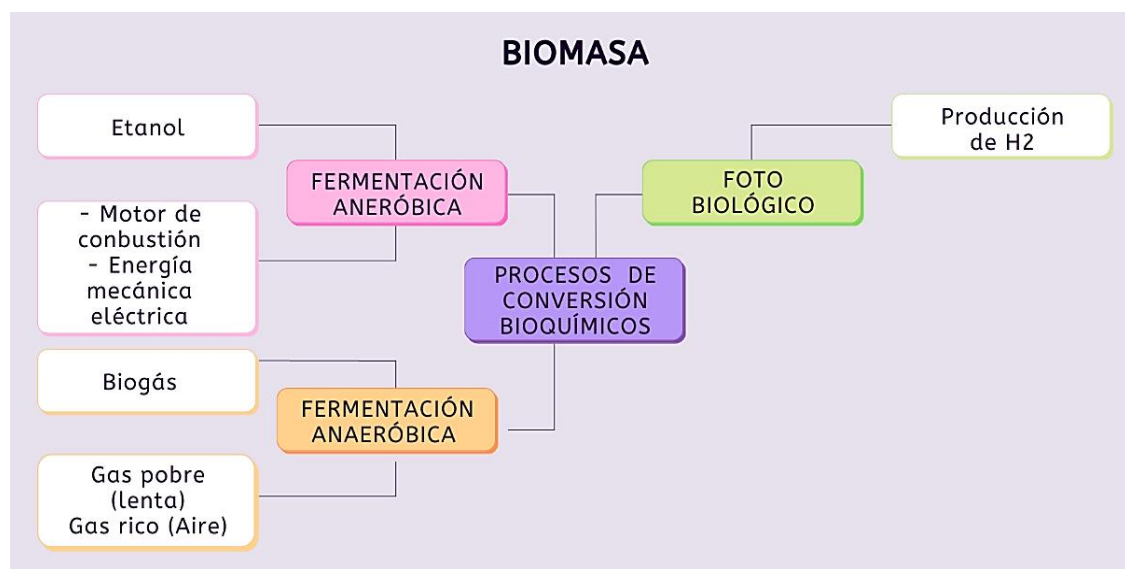 BIOMASA
Etanol
FERMENTACIÓN
ANERÓBICA
- Motor de
conbustión
- Energía
mecánica
eléctrica
Biogás
FERMENTACIÓN
ANAERÓBICA
Gas pobre
(lenta)
Gas rico (Aire)
PROCESOS DE
CONVERSIÓN
BIOQUÍMICOS
FOTO
BIOLÓGICO
Producción
de H2